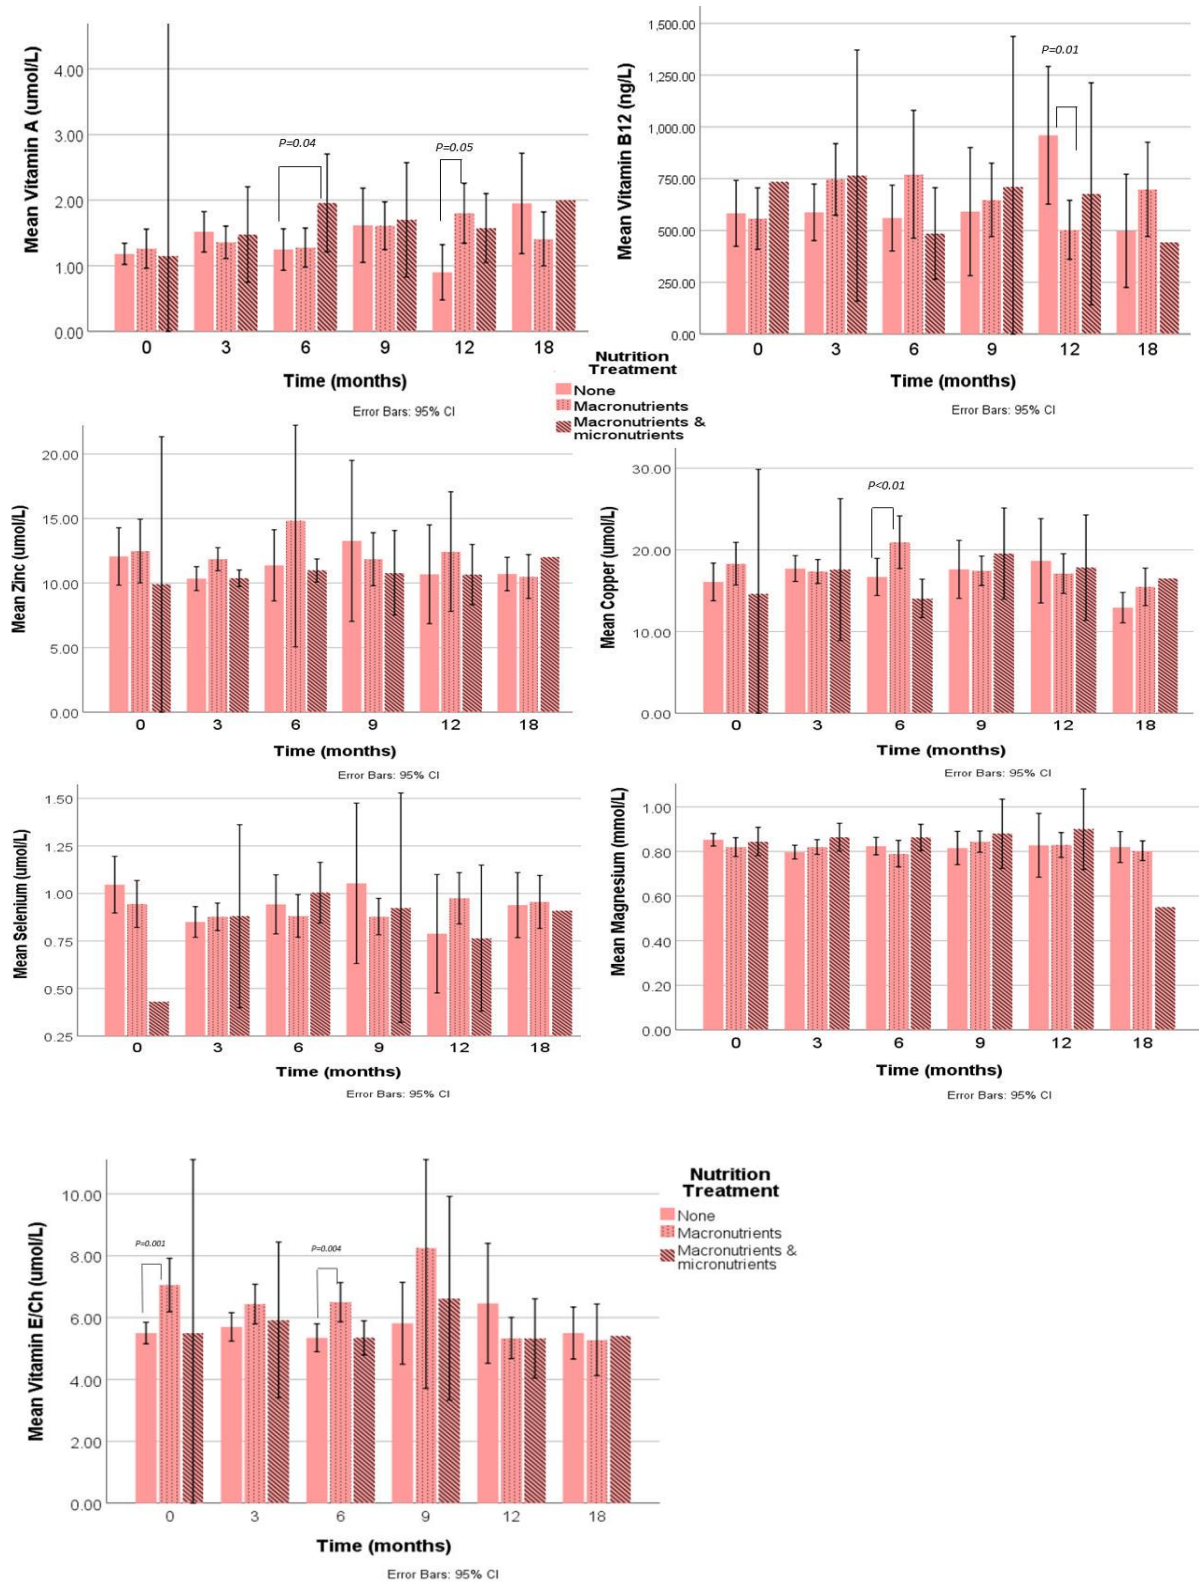 Mean Vitamin A (umol/L)
4.00
3.00
2.00
1.00
0.00
P=0.04
P=0.05
0 3 6 9 12 18
Time (months)
Error Bars: 95% CI
Mean Vitamin B12 (ng/L)
1,500.00
1,250.00
1,000.00
750.00
500.00
250.00
0.00
P=0.01
0 3 6 9 12 18
Time (months)
Error Bars: 95% CI
Nutrition
Treatment
None
Macronutrients
Macronutrients &
micronutrients
Mean Zinc (umol/L)
20.00
15.00
10.00
5.00
0.00
0 3 6 9 12 18
Time (months)
Error Bars: 95% CI
Mean Copper (umol/L)
30.00
20.00
10.00
0.00
P<0.01
0 3 6 9 12 18
Time (months)
Error Bars: 95% CI
Mean Selenium (umol/L)
1.50
1.25
1.00
0.75
0.50
0.25
0 3 6 9 12 18
Time (months)
Error Bars: 95% CI
Mean Magnesium (mmol/L)
1.00
0.80
0.60
0.40
0.20
0.00
0 3 6 9 12 18
Time (months)
Error Bars: 95% CI
Mean Vitamin E/Ch (umol/L)
10.00
8.00
6.00
4.00
2.00
0.00
P=0.001
P=0.004
0 3 6 9 12 18
Time (months)
Error Bars: 95% CI
Nutrition
Treatment
None
Macronutrients
Macronutrients &
micronutrients